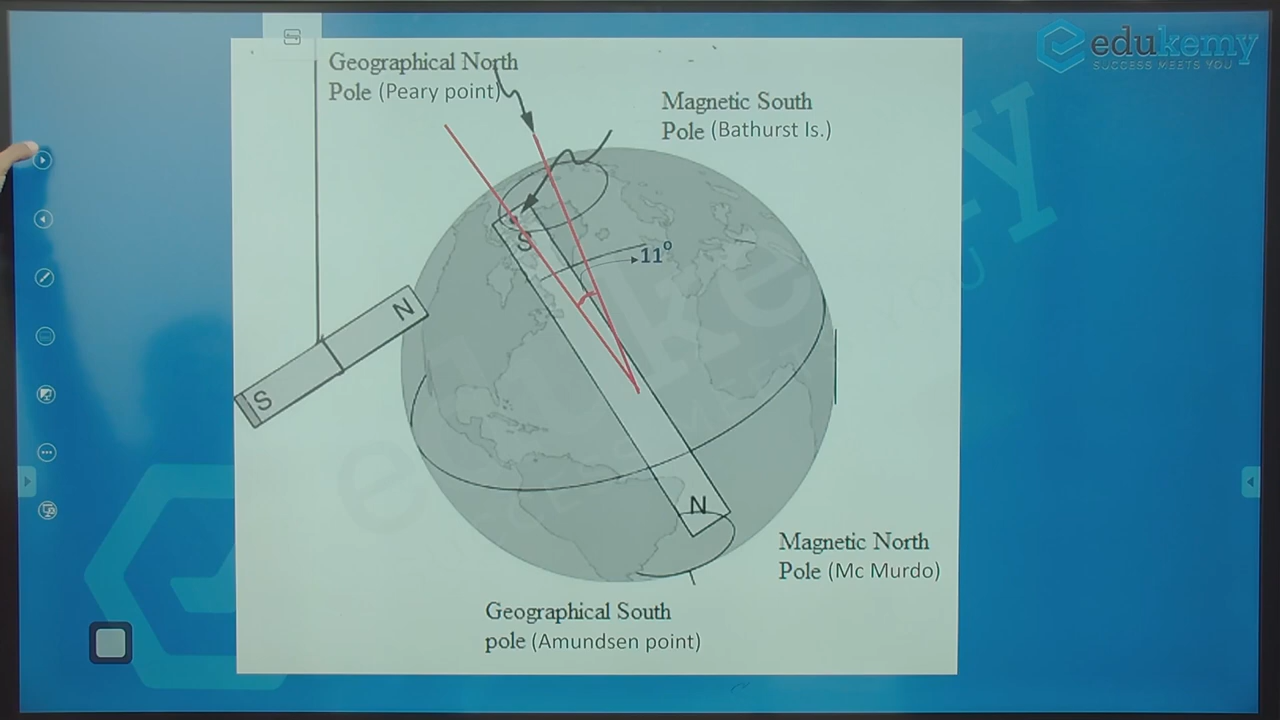 edukemy
SUCCESS MEETS YOU
Geographical North
Pole (Peary point)
Magnetic South
Pole (Bathurst Is.)
S
11⁰
N
S
N
Magnetic North
Pole (Mc Murdo)
Geographical South
pole (Amundsen point)